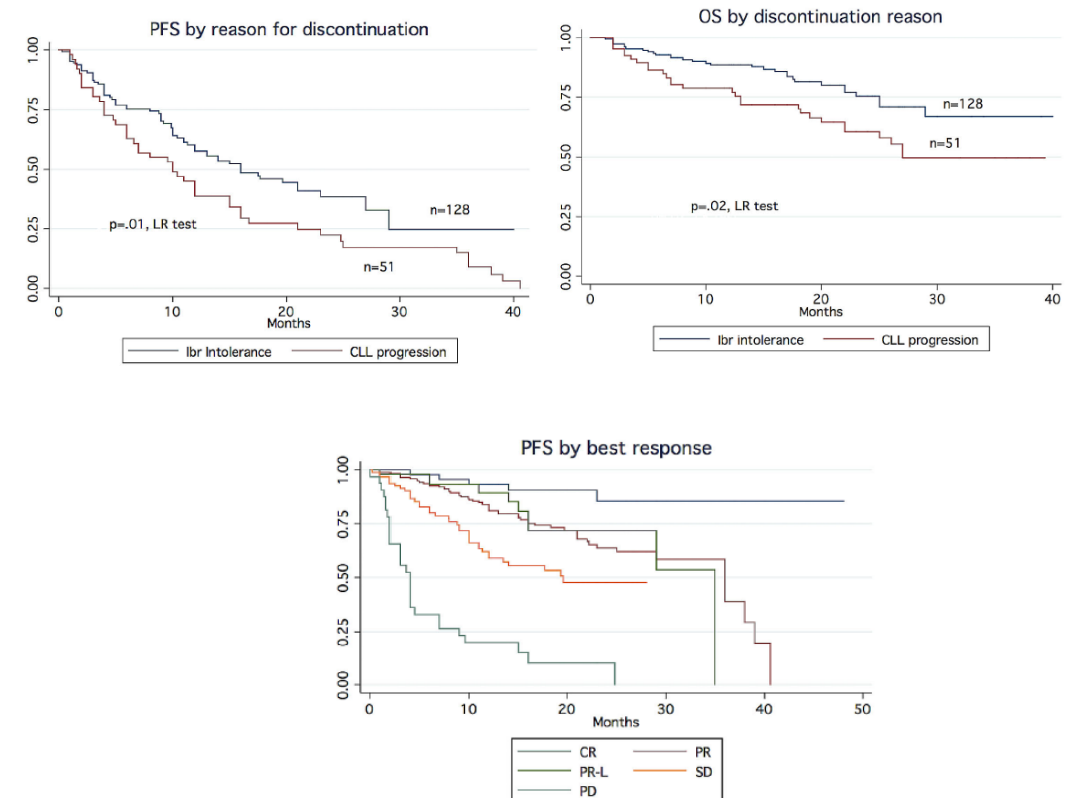 PFS by reason for discontinuation
1.00
0.75
0.50
0.25
0.00
n=128
p=.01, LR test
n=51
0 10 20 30 40
Months
Ibr Intolerance CLL progression
OS by discontinuation reason
1.00
0.75
0.50
0.25
0.00
n=128
n=51
p=.02, LR test
0 10 20 30 40
Months
Ibr intolerance CLL progression
PFS by best response
1.00
0.75
0.50
0.25
0.00
0 10 20 30 40 50
Months
CR PR
PR-L SD
PD